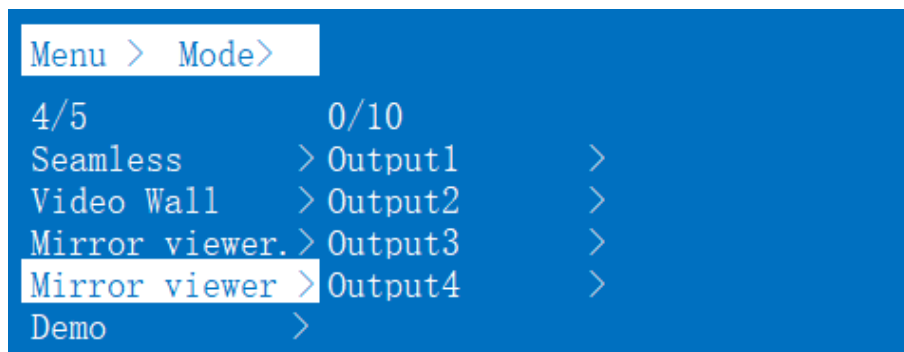 Menu > Mode>
4/5 0/10
Seamless > Output1 >
Video Wall > Output2 >
Mirror viewer. > Output3 >
Mirror viewer > Output4 >
Demo >